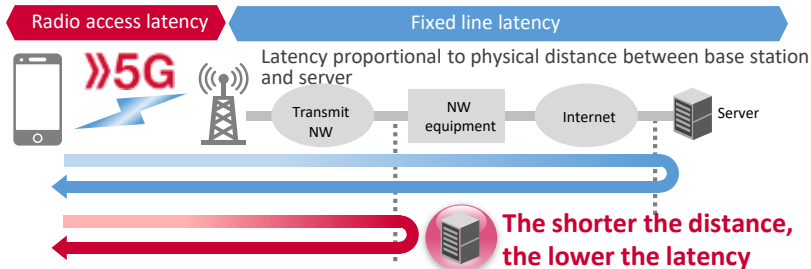 Radio access latency
Fixed line latency
»5G
Latency proportional to physical distance between base station
and server
Transmit
NW
NW
equipment
Internet
Server
The shorter the distance,
the lower the latency